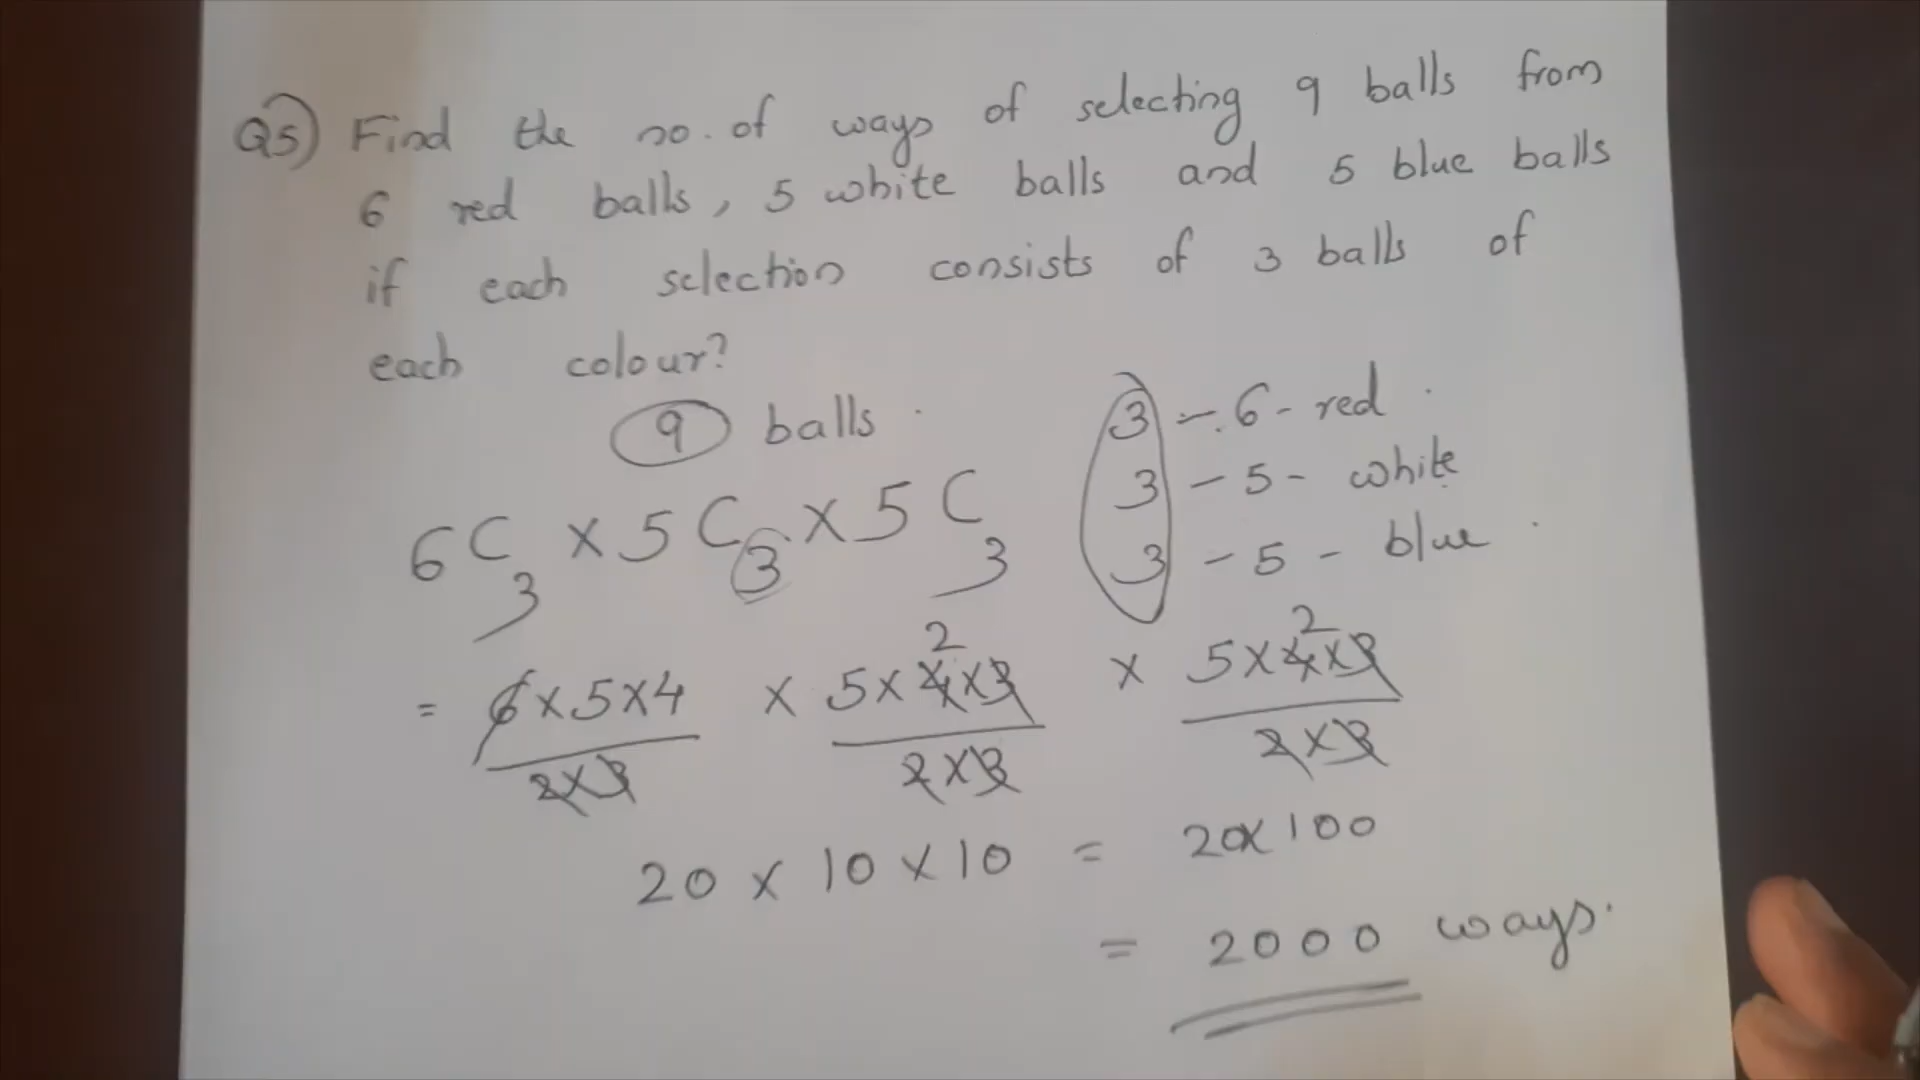 Q5) Find the no. of ways of selecting 9 balls from
6 red balls, 5 white balls and 5 blue balls
if each selection consists of 3 balls of
each colour?
9 balls.
3 - 6 - red.
3 - 5 - white
3 - 5 - blue.
6C3 x 5C3 x 5C3
= 6x5x4/2x3 x 5x4x3/2x3 x 5x4x3/2x3
2 2
20 x 10 x 10 = 20x100
= 2000 ways.